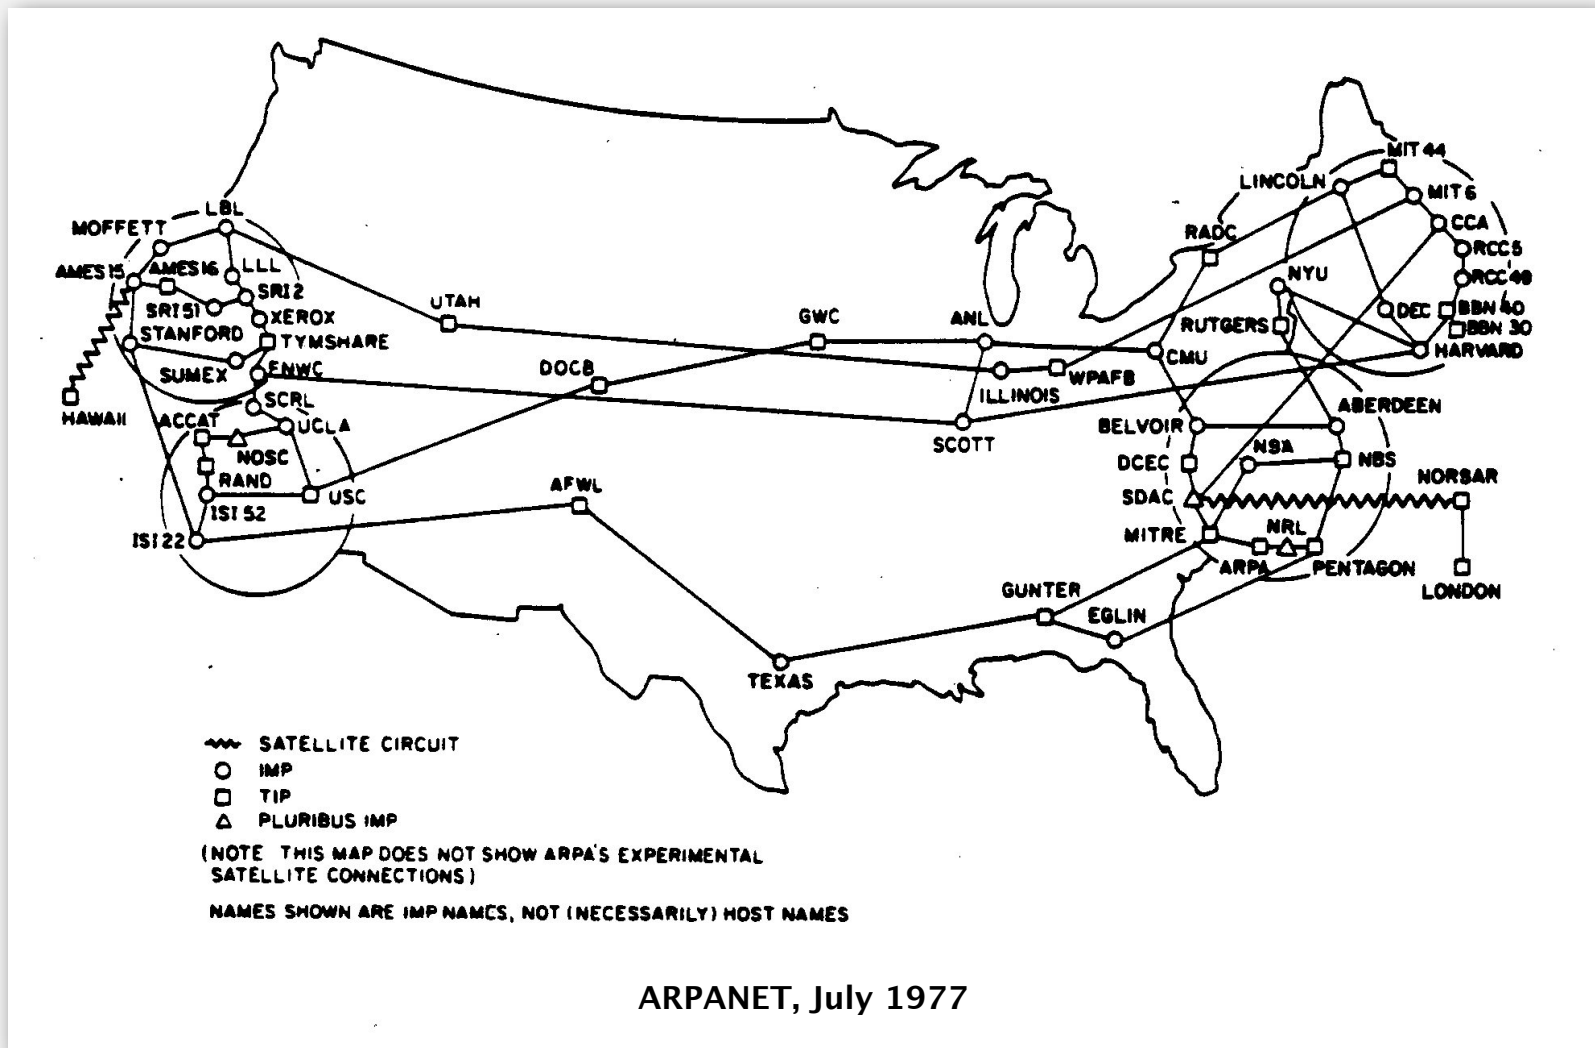 MIT 44
LINCOLN
MIT 6
LBL
MOFFETT
CCA
RADC
RCC 5
AMES 15
AMES 16
LLL
NYU
RCC 49
SRI 2
UTAH
SRI 51
XEROX
GWC
ANL
RUTGERS
DEC
BBN 40
BBN 30
STANFORD
TYMSHARE
HARVARD
CMU
SUMEX
FNWC
DOCB
WPAFB
ILLINOIS
HAWAII
ACCAT
SCRL
UCLA
SCOTT
BELVOIR
ABERDEEN
NOSC
NSA
DCEC
NBS
RAND
USC
AFWL
SDAC
NORSAR
ISI 52
ISI 22
MITRE
NRL
ARPA
PENTAGON
GUNTER
LONDON
EGLIN
TEXAS
SATELLITE CIRCUIT
IMP
TIP
PLURIBUS IMP
(NOTE THIS MAP DOES NOT SHOW ARPA'S EXPERIMENTAL
SATELLITE CONNECTIONS)
NAMES SHOWN ARE IMP NAMES, NOT (NECESSARILY) HOST NAMES
ARPANET, July 1977